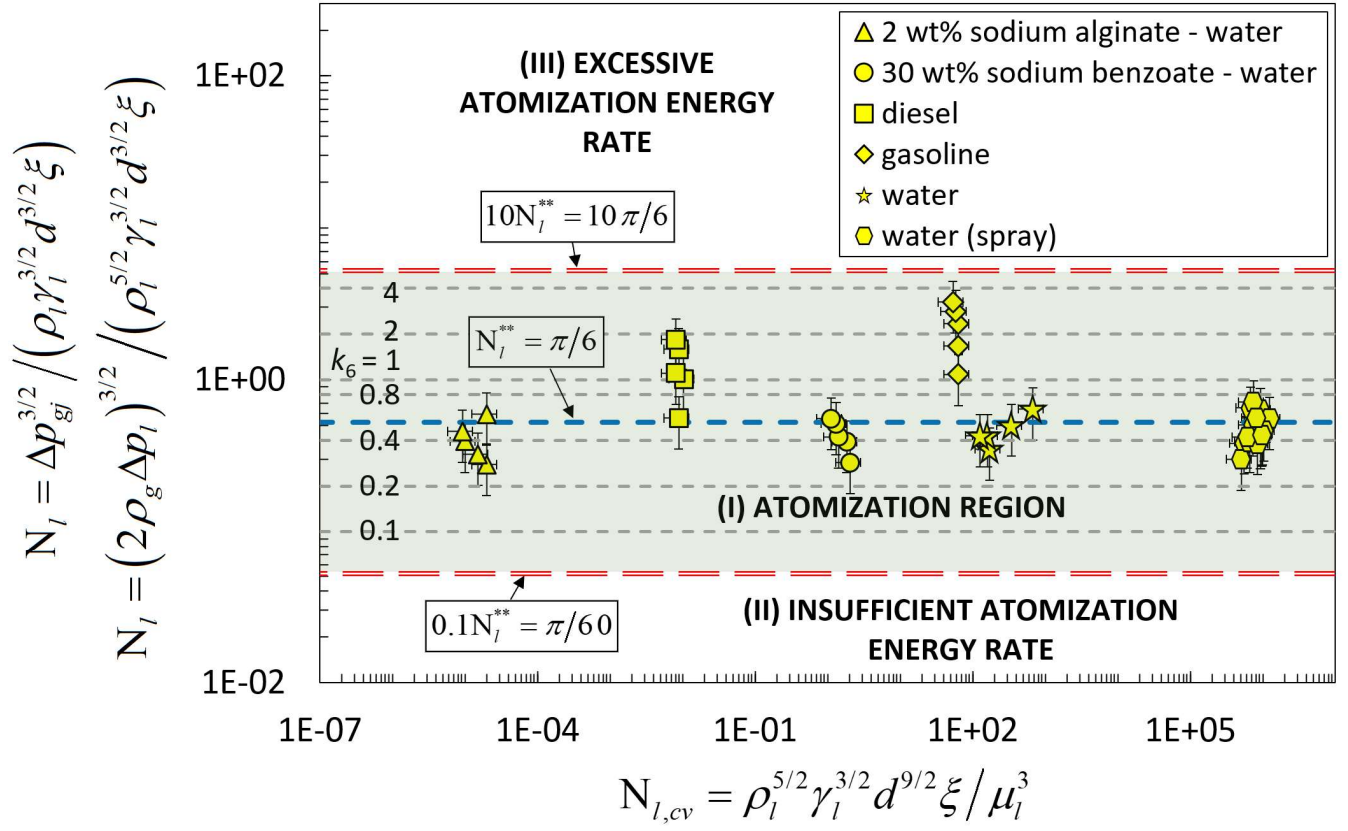 1E+02
1E+00
1E-02
1E-07
1E-04
1E-01
1E+02
1E+05
N_l = Δp_{gj}^{3/2} / (ρ_l γ_l^{3/2} d^{3/2} ξ)
N_l = (2ρ_g Δp_l)^{3/2} / (ρ_l^{5/2} γ_l^{3/2} d^{3/2} ξ)
N_{l,cv} = ρ_l^{5/2} γ_l^{3/2} d^{9/2} ξ / μ_l^3
(III) EXCESSIVE
ATOMIZATION ENERGY
RATE
2 wt% sodium alginate - water
30 wt% sodium benzoate - water
diesel
gasoline
water
water (spray)
10N_l^{**} = 10 π/6
N_l^{**} = π/6
4
2
k_6 = 1
0.8
0.4
0.2
0.1
(I) ATOMIZATION REGION
0.1N_l^{**} = π/60
(II) INSUFFICIENT ATOMIZATION
ENERGY RATE